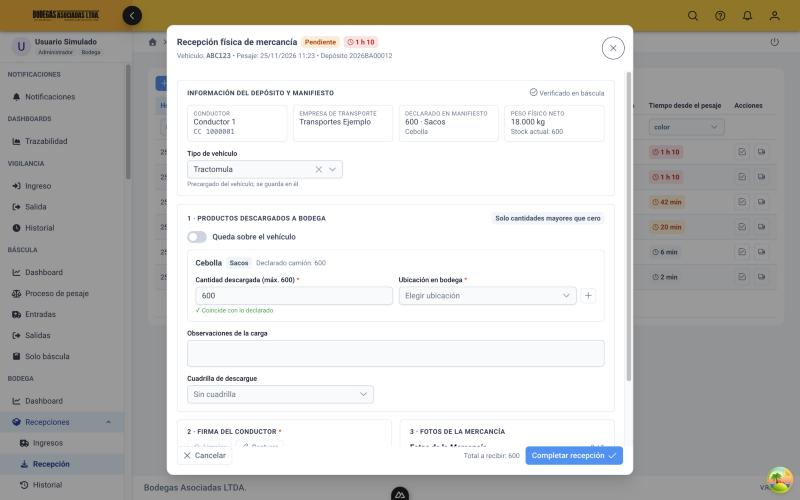 BODEGAS ASOCIADAS LTDA.
U
Usuario Simulado
Administrador
Bodega
NOTIFICACIONES
Notificaciones
DASHBOARDS
Trazabilidad
VIGILANCIA
Ingreso
Salida
Historial
BÁSCULA
Dashboard
Proceso de pesaje
Entradas
Salidas
Solo báscula
BODEGA
Dashboard
Recepciones
Ingresos
Recepción
Historial
Recepción física de mercancía
Pendiente
1 h 10
Vehículo: ABC123 • Pesaje: 25/11/2026 11:23 • Depósito 2026BA00012
INFORMACIÓN DEL DEPÓSITO Y MANIFIESTO
Verificado en báscula
CONDUCTOR
Conductor 1
CC 1000001
EMPRESA DE TRANSPORTE
Transportes Ejemplo
DECLARADO EN MANIFIESTO
600 · Sacos
Cebolla
PESO FÍSICO NETO
18.000 kg
Stock actual: 600
Tipo de vehículo
Tractomula
Precargado del vehículo; se guarda en él.
1 · PRODUCTOS DESCARGADOS A BODEGA
Solo cantidades mayores que cero
Queda sobre el vehículo
Cebolla
Sacos
Declarado camión: 600
Cantidad descargada (máx. 600) *
600
✓ Coincide con lo declarado
Ubicación en bodega *
Elegir ubicación
Observaciones de la carga
Cuadrilla de descargue
Sin cuadrilla
2 · FIRMA DEL CONDUCTOR *
3 · FOTOS DE LA MERCANCÍA
Cancelar
Total a recibir: 600
Completar recepción
Tiempo desde el pesaje
Acciones
color
1 h 10
1 h 10
42 min
20 min
6 min
2 min
Bodegas Asociadas LTDA.